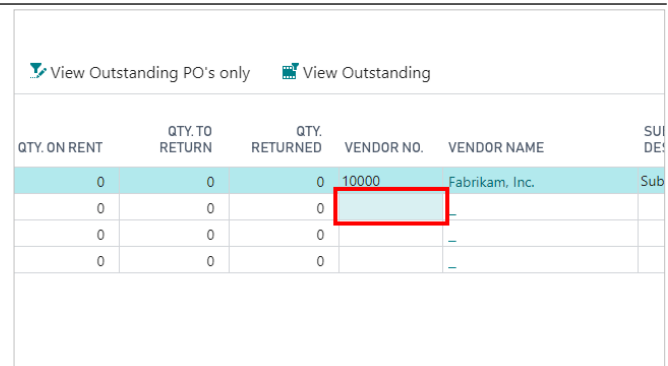 View Outstanding PO's only View Outstanding
QTY. ON RENT QTY. TO RETURN QTY. RETURNED VENDOR NO. VENDOR NAME
0 0 0 10000 Fabrikam, Inc. Sub
0 0 0 _
0 0 0 _
0 0 0 _